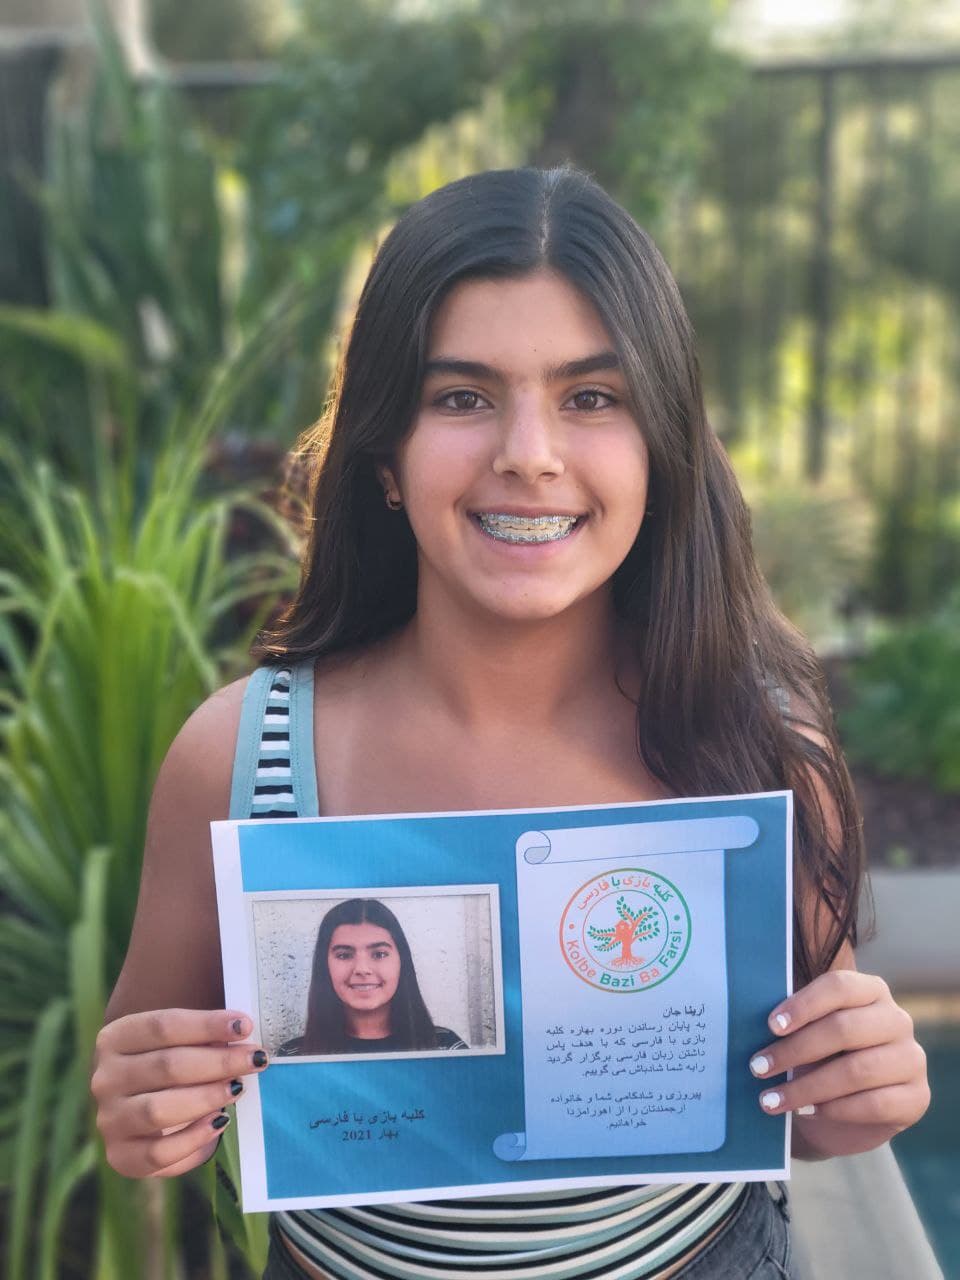 کلبه بازی با فارسی
Kolbe Bazi Ba Farsi
آرینا جان
به پایان رساندن دوره بهاره کلبه
بازی با فارسی که با هدف پاس
داشتن زبان فارسی برگزار گردید
رابه شما شادباش می گوییم.
پیروزی و شادکامی شما و خانواده
ارجمندتان را از اهورامزدا
خواهانیم.
کلبه بازی با فارسی
بهار 2021